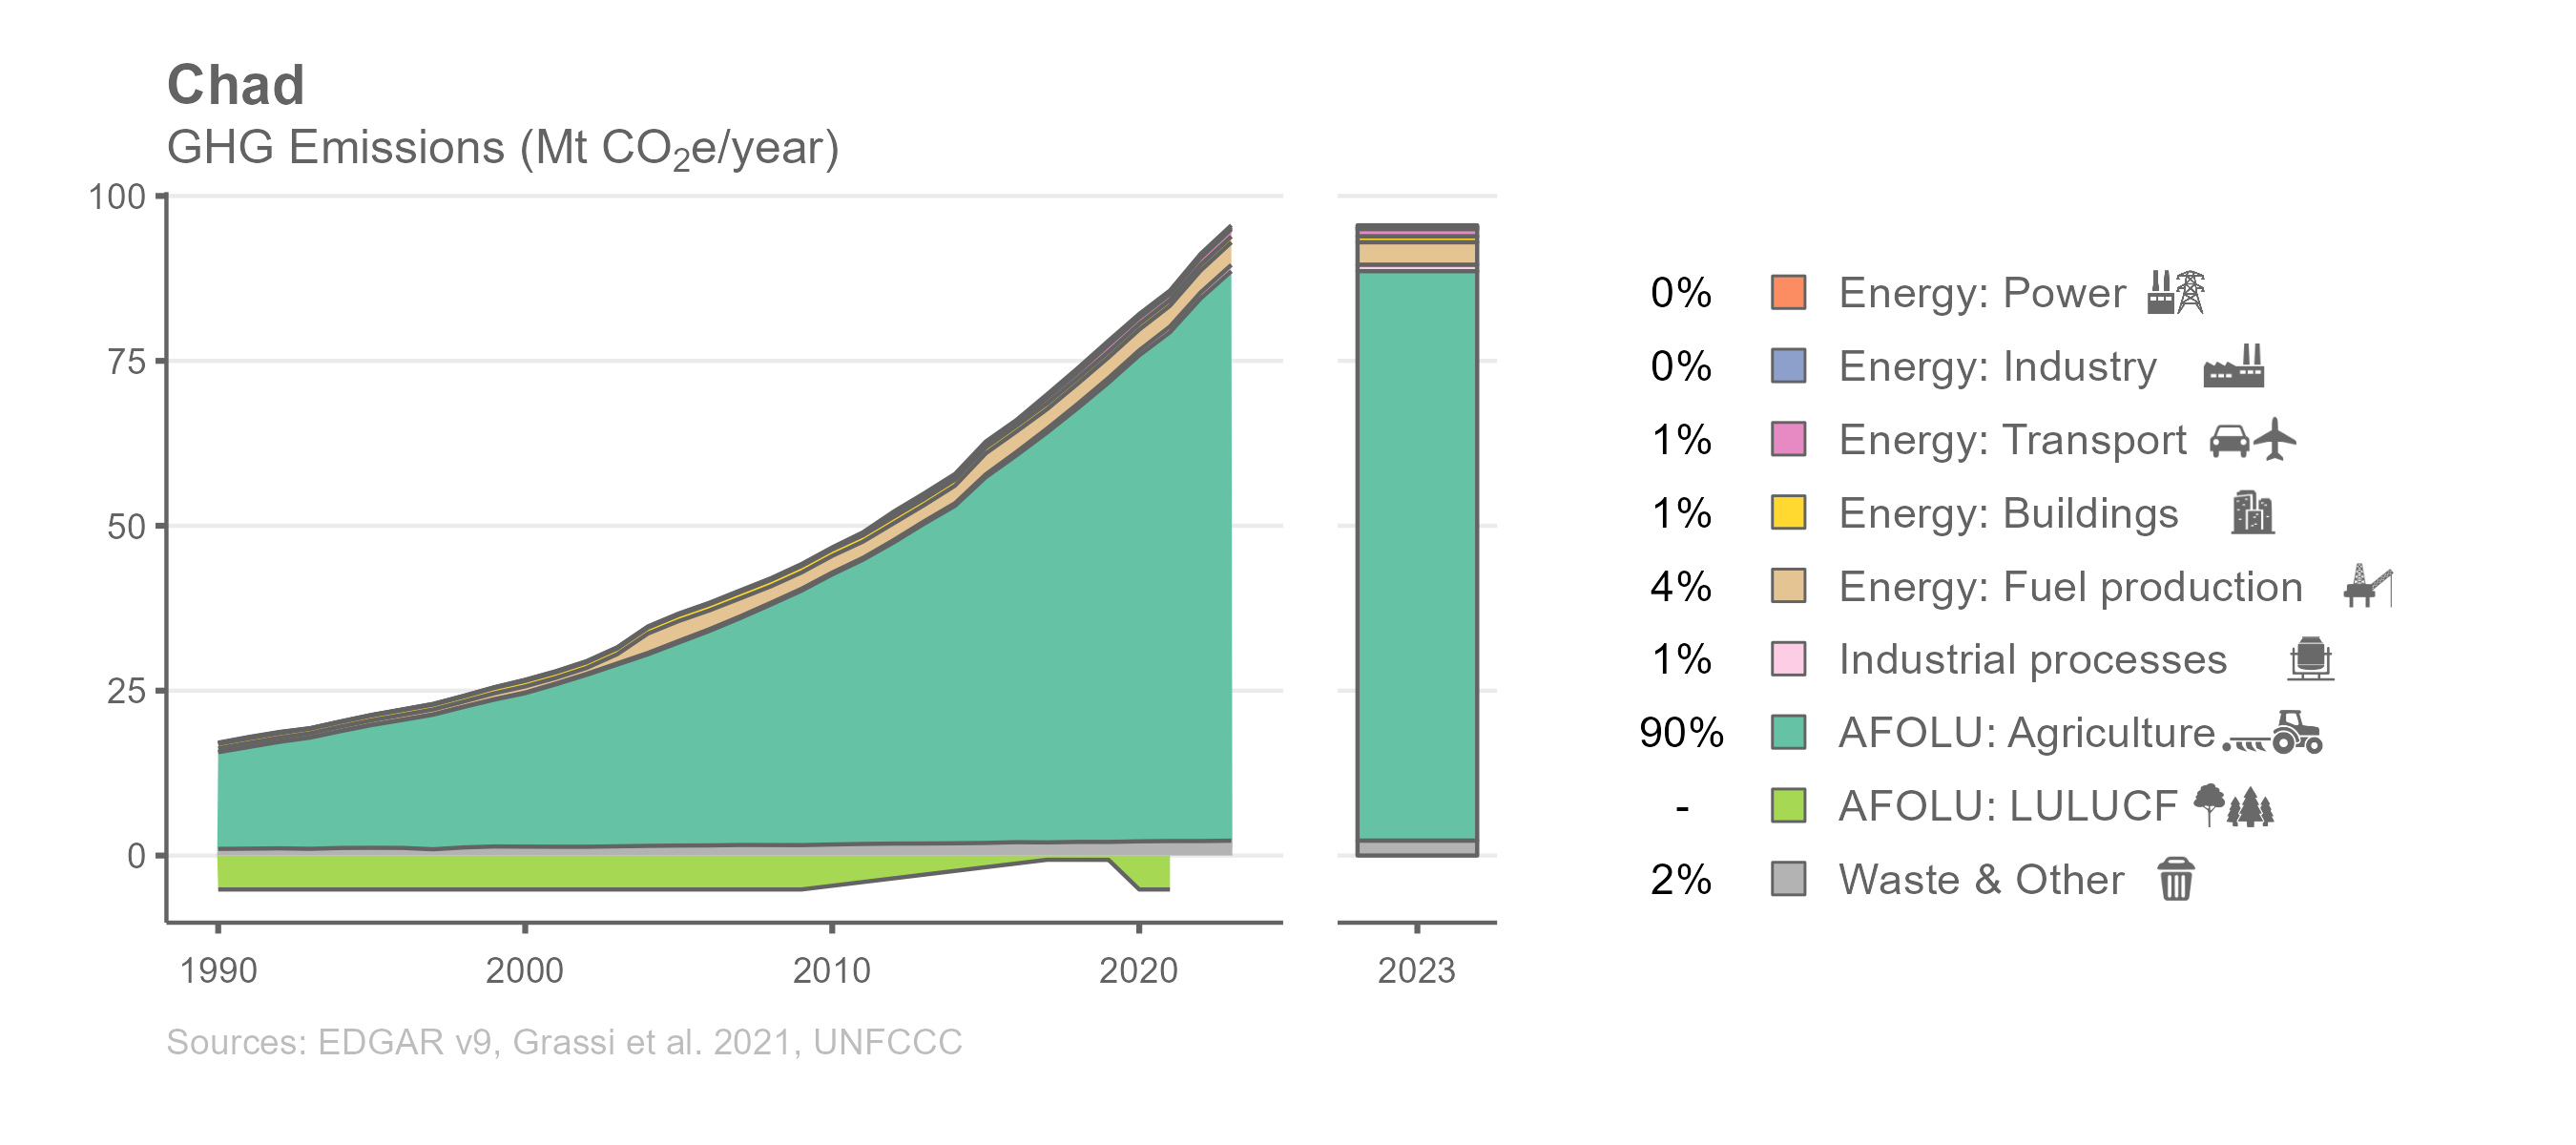 Chad
GHG Emissions (Mt CO₂e/year)
100
75
50
25
0
1990 2000 2010 2020 2023
0% Energy: Power
0% Energy: Industry
1% Energy: Transport
1% Energy: Buildings
4% Energy: Fuel production
1% Industrial processes
90% AFOLU: Agriculture
- AFOLU: LULUCF
2% Waste & Other
Sources: EDGAR v9, Grassi et al. 2021, UNFCCC